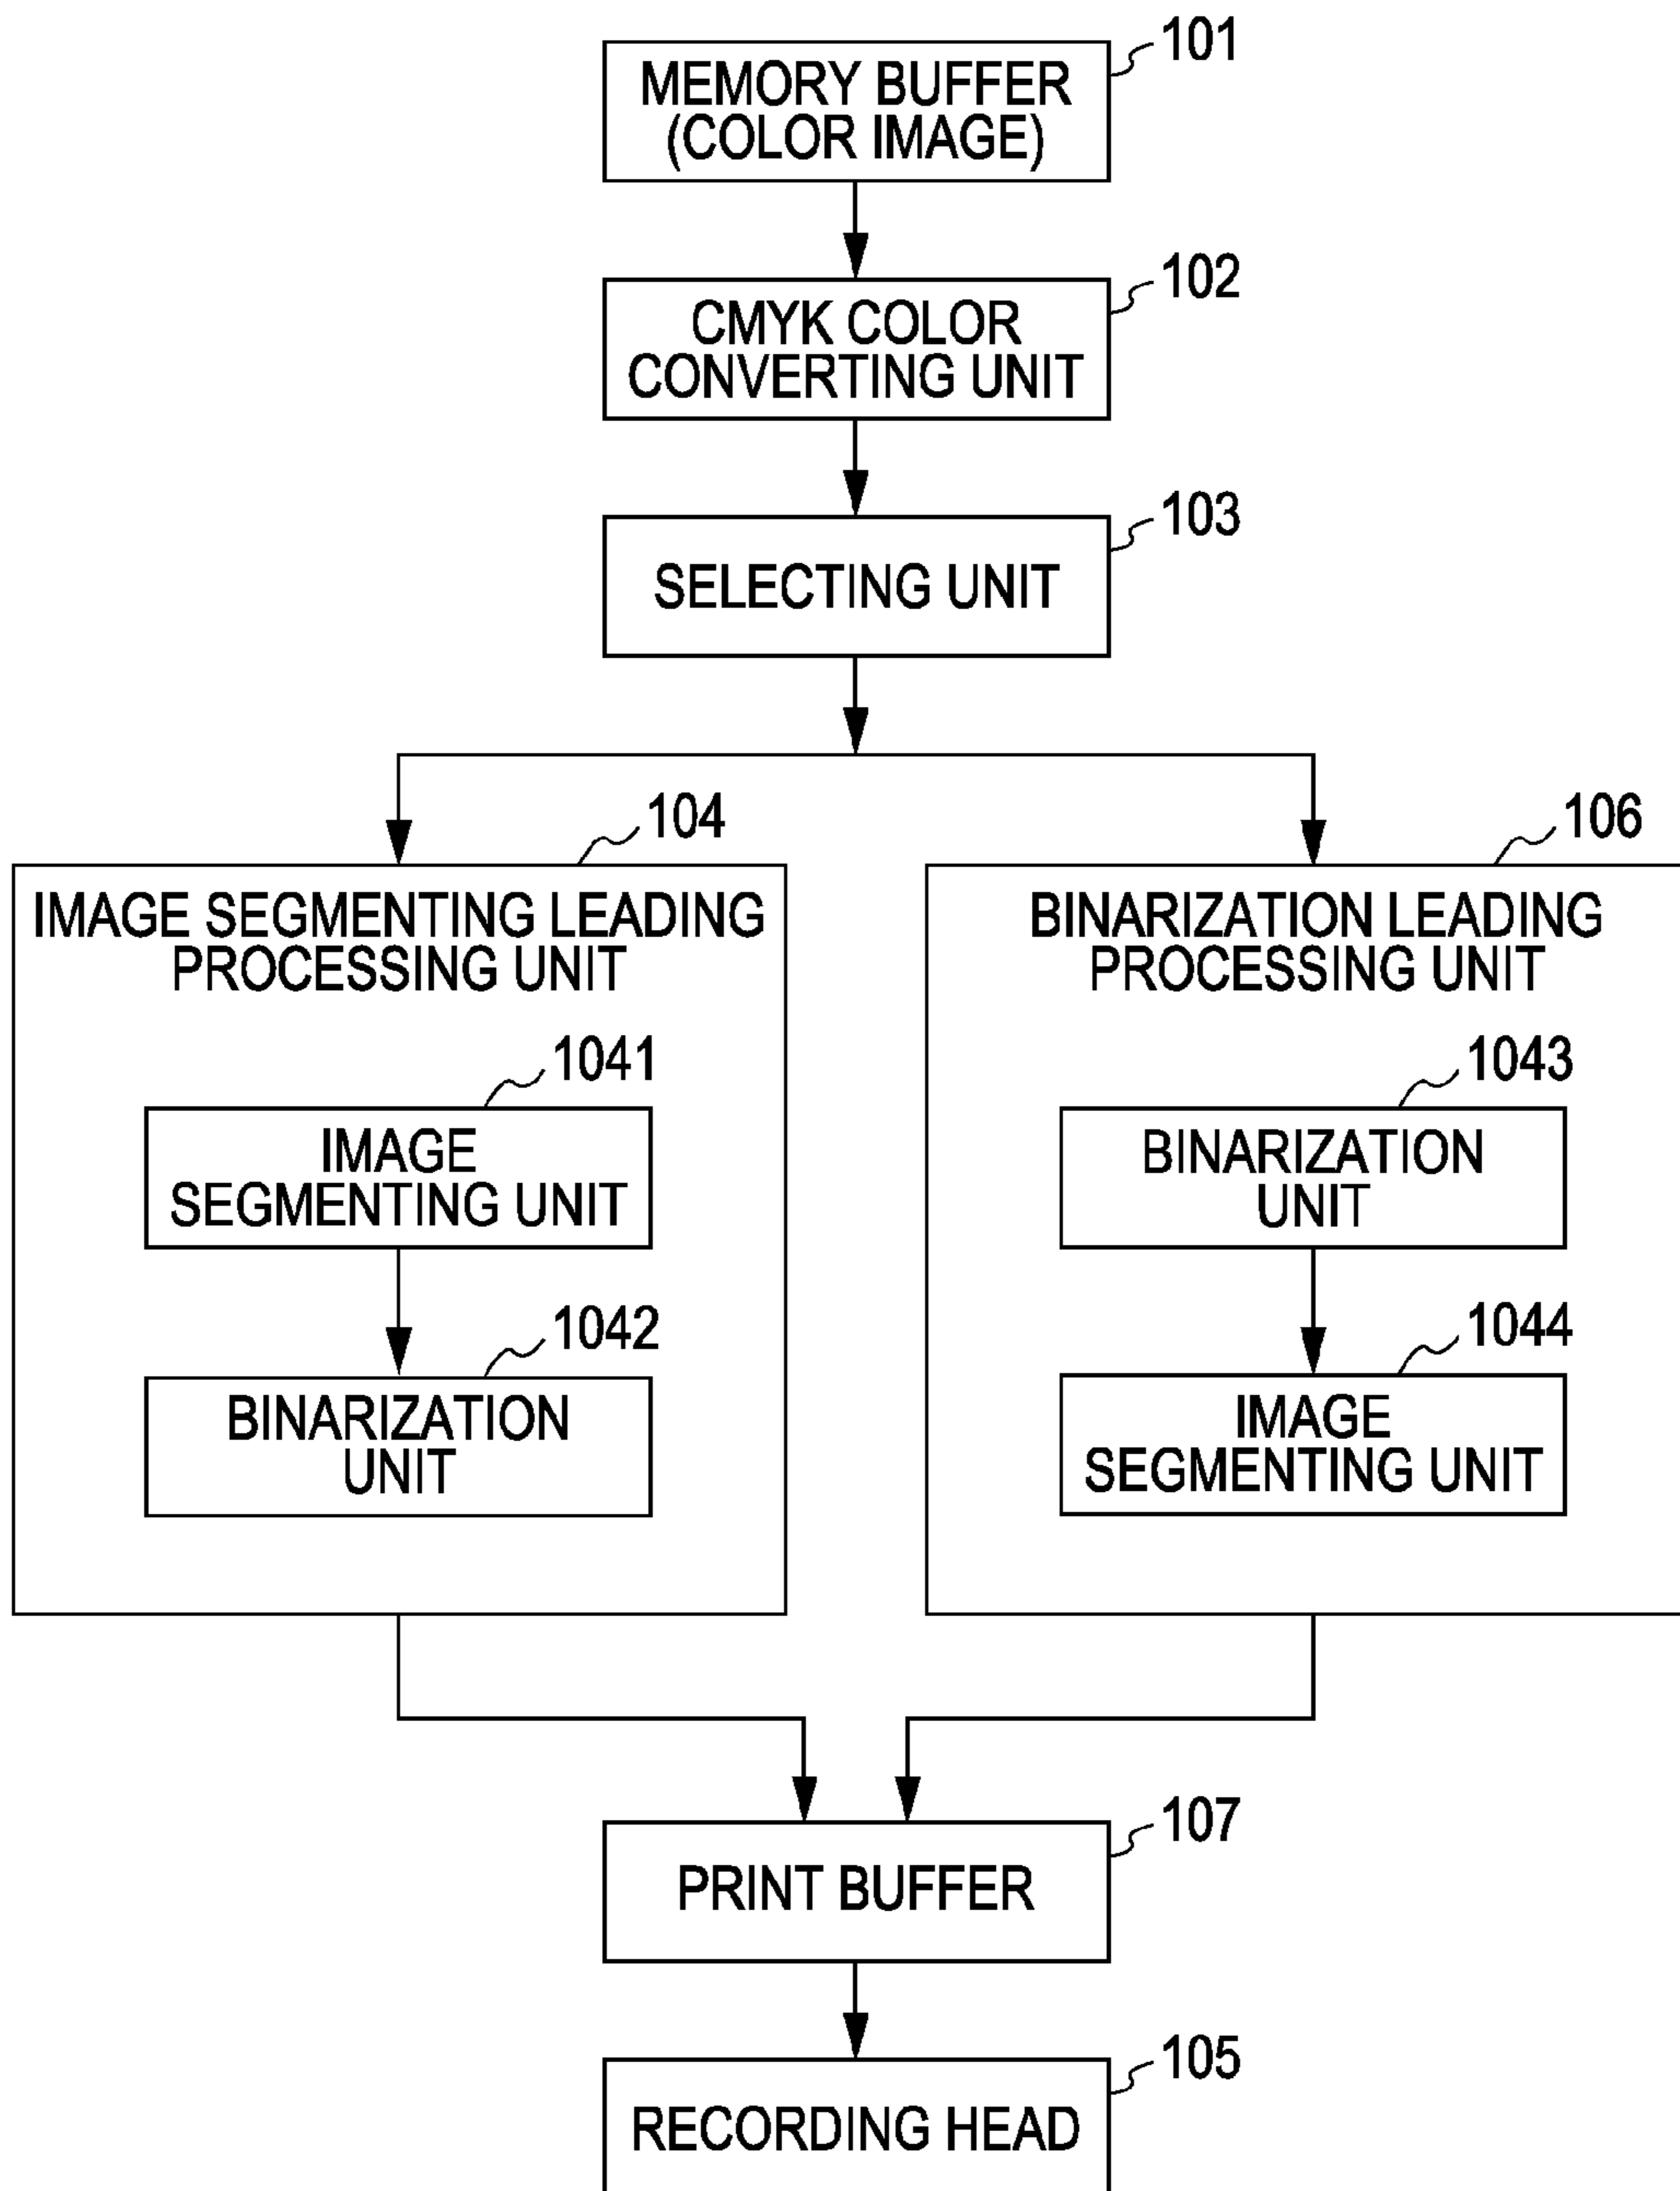 101
MEMORY BUFFER
(COLOR IMAGE)
102
CMYK COLOR
CONVERTING UNIT
103
SELECTING UNIT
104
IMAGE SEGMENTING LEADING
PROCESSING UNIT
1041
IMAGE
SEGMENTING UNIT
1042
BINARIZATION
UNIT
106
BINARIZATION LEADING
PROCESSING UNIT
1043
BINARIZATION
UNIT
1044
IMAGE
SEGMENTING UNIT
107
PRINT BUFFER
105
RECORDING HEAD